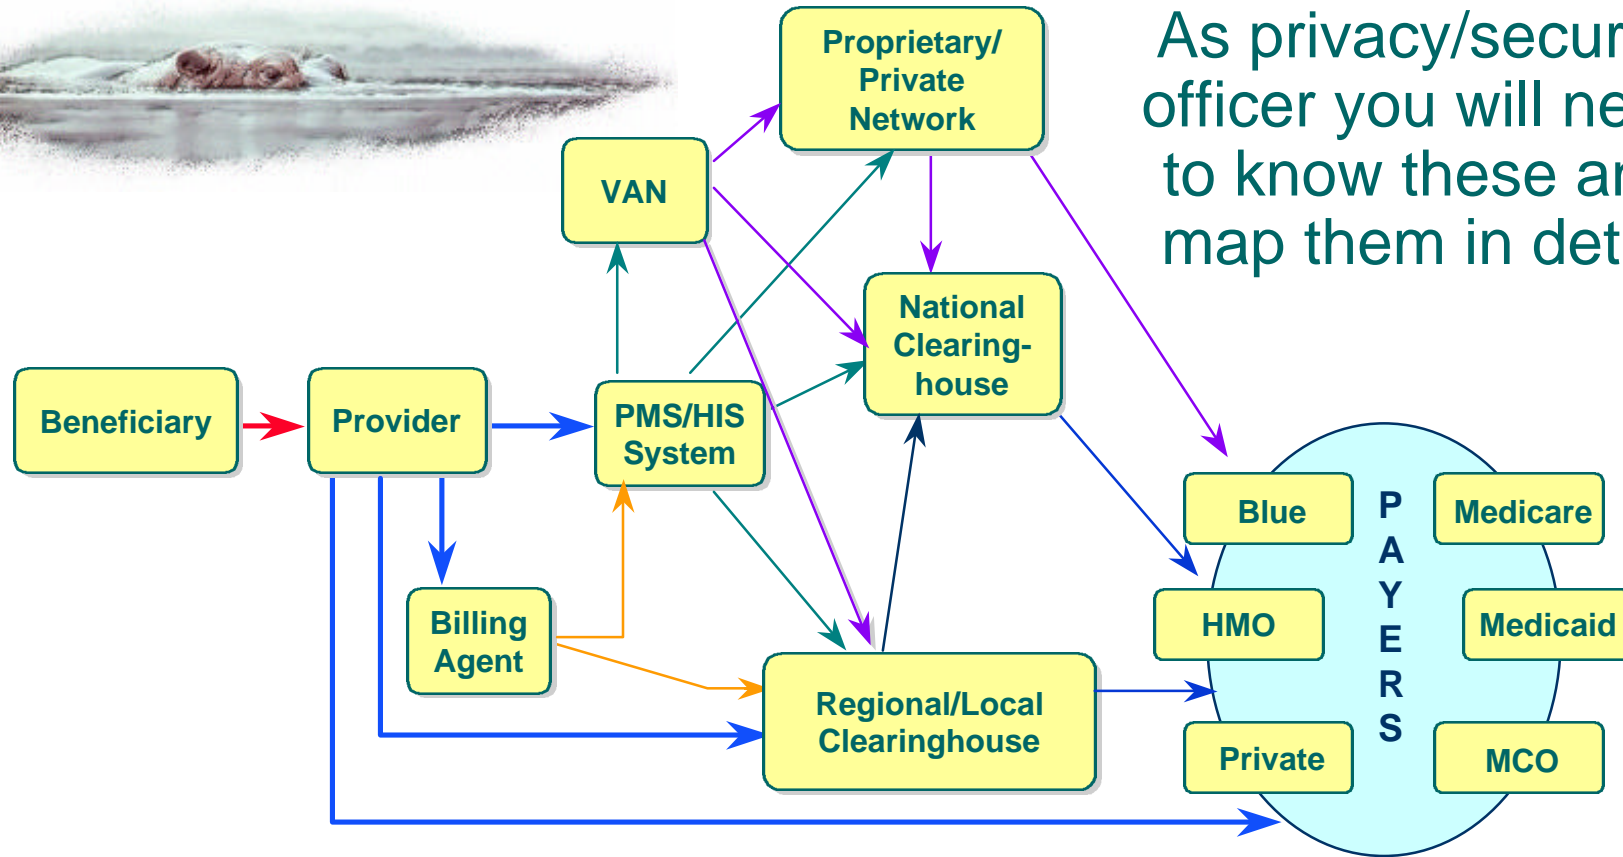 As privacy/secur
officer you will ne
to know these ar
map them in det
Proprietary/
Private
Network
VAN
National
Clearing-
house
Beneficiary
Provider
PMS/HIS
System
Billing
Agent
Regional/Local
Clearinghouse
P
A
Y
E
R
S
Blue
Medicare
HMO
Medicaid
Private
MCO